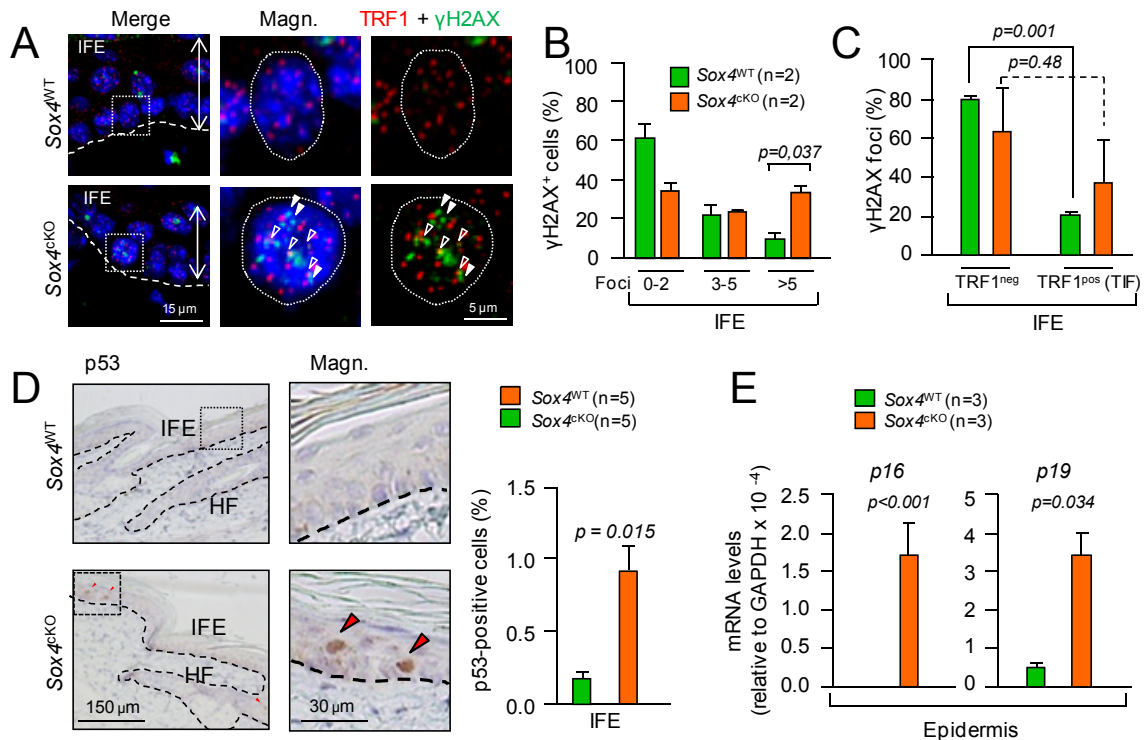 A
Merge
Magn.
TRF1 + γH2AX
Sox4WT
IFE
Sox4cKO
IFE
15 µm
5 µm
B
γH2AX+ cells (%)
100
80
60
40
20
0
Sox4WT (n=2)
Sox4cKO (n=2)
p=0,037
Foci
0-2
3-5
>5
IFE
C
γH2AX foci (%)
100
80
60
40
20
0
p=0.001
p=0.48
TRF1neg
TRF1pos (TIF)
IFE
D
p53
Magn.
Sox4WT
IFE
HF
Sox4cKO
IFE
HF
150 µm
30 µm
Sox4WT (n=5)
Sox4cKO (n=5)
p53-positive cells (%)
1.5
1.0
0.5
0.0
p = 0.015
IFE
E
Sox4WT (n=3)
Sox4cKO (n=3)
mRNA levels
(relative to GAPDH x 10 -4)
p16
p<0.001
2.5
2.0
1.5
1.0
0.5
0.0
p19
p=0.034
5
4
3
2
1
0
Epidermis